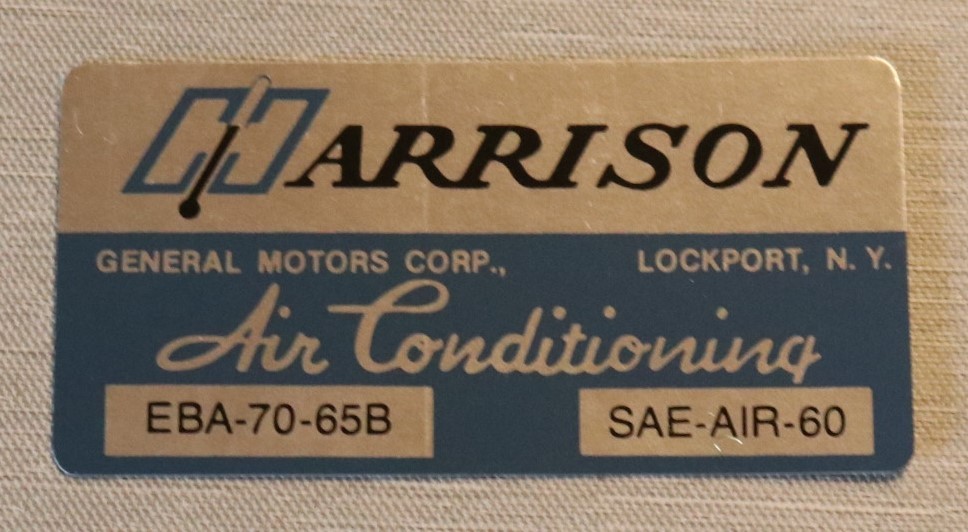 HARRISON
GENERAL MOTORS CORP., LOCKPORT, N. Y.
Air Conditioning
EBA-70-65B SAE-AIR-60